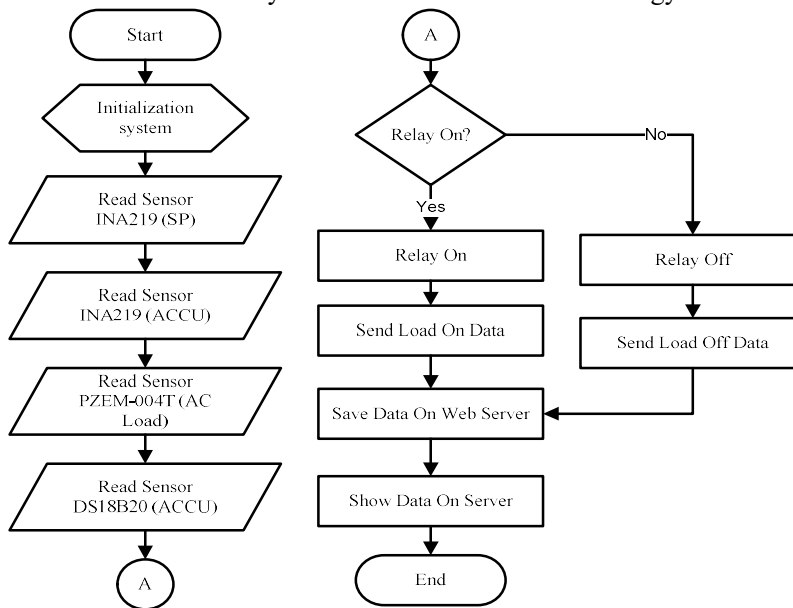 Start
Initialization
system
Read Sensor
INA219 (SP)
Read Sensor
INA219 (ACCU)
Read Sensor
PZEM-004T (AC
Load)
Read Sensor
DS18B20 (ACCU)
A
A
Relay On?
No
Yes
Relay On
Relay Off
Send Load On Data
Send Load Off Data
Save Data On Web Server
Show Data On Server
End